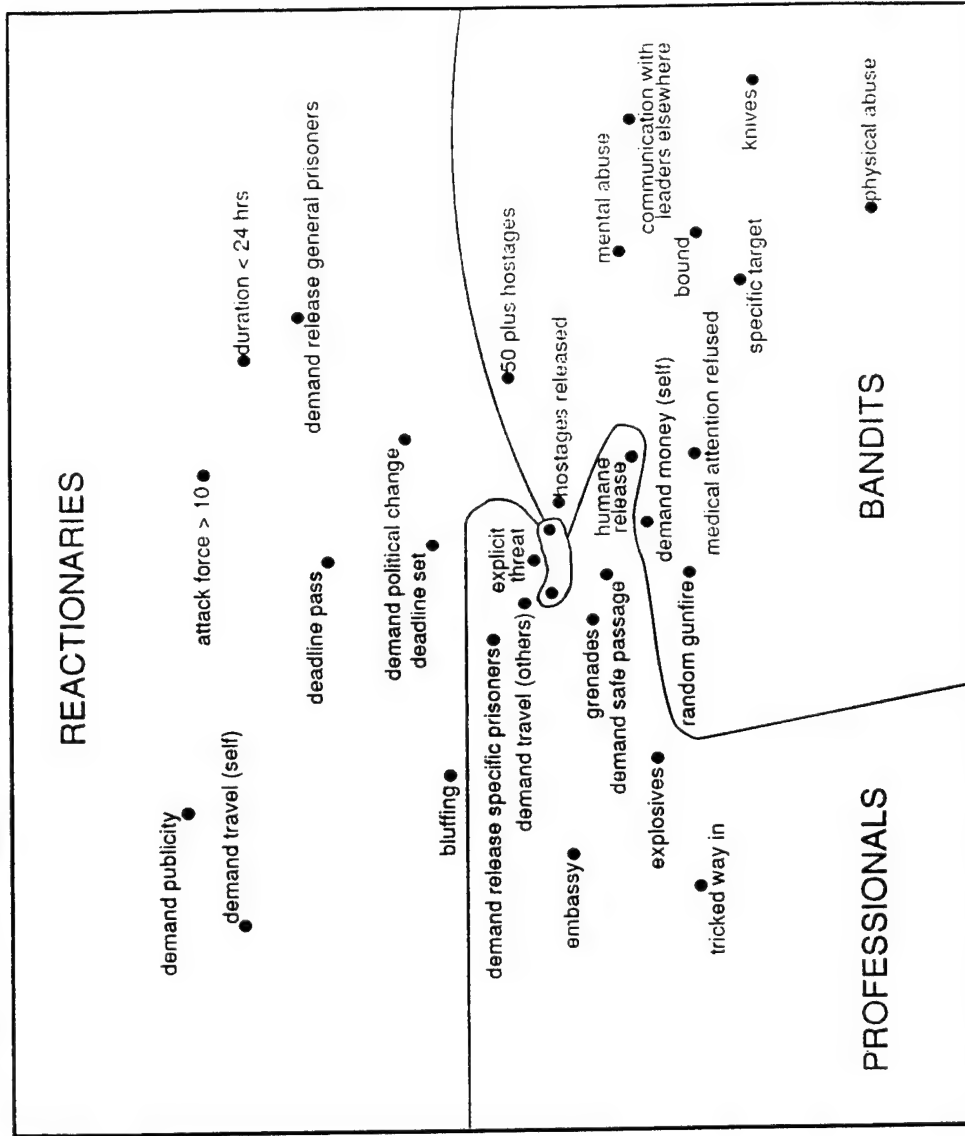 REACTIONARIES
demand publicity
demand travel (self)
attack force > 10
duration < 24 hrs
demand release general prisoners
deadline pass
demand political change
deadline set
bluffing
demand release specific prisoners
demand travel (others)
explicit
threat
50 plus hostages
hostages released
embassy
grenades
demand safe passage
humane
release
mental abuse
communication with
leaders elsewhere
explosives
demand money (self)
tricked way in
random gunfire
medical attention refused
bound
specific target
knives
physical abuse
PROFESSIONALS
BANDITS